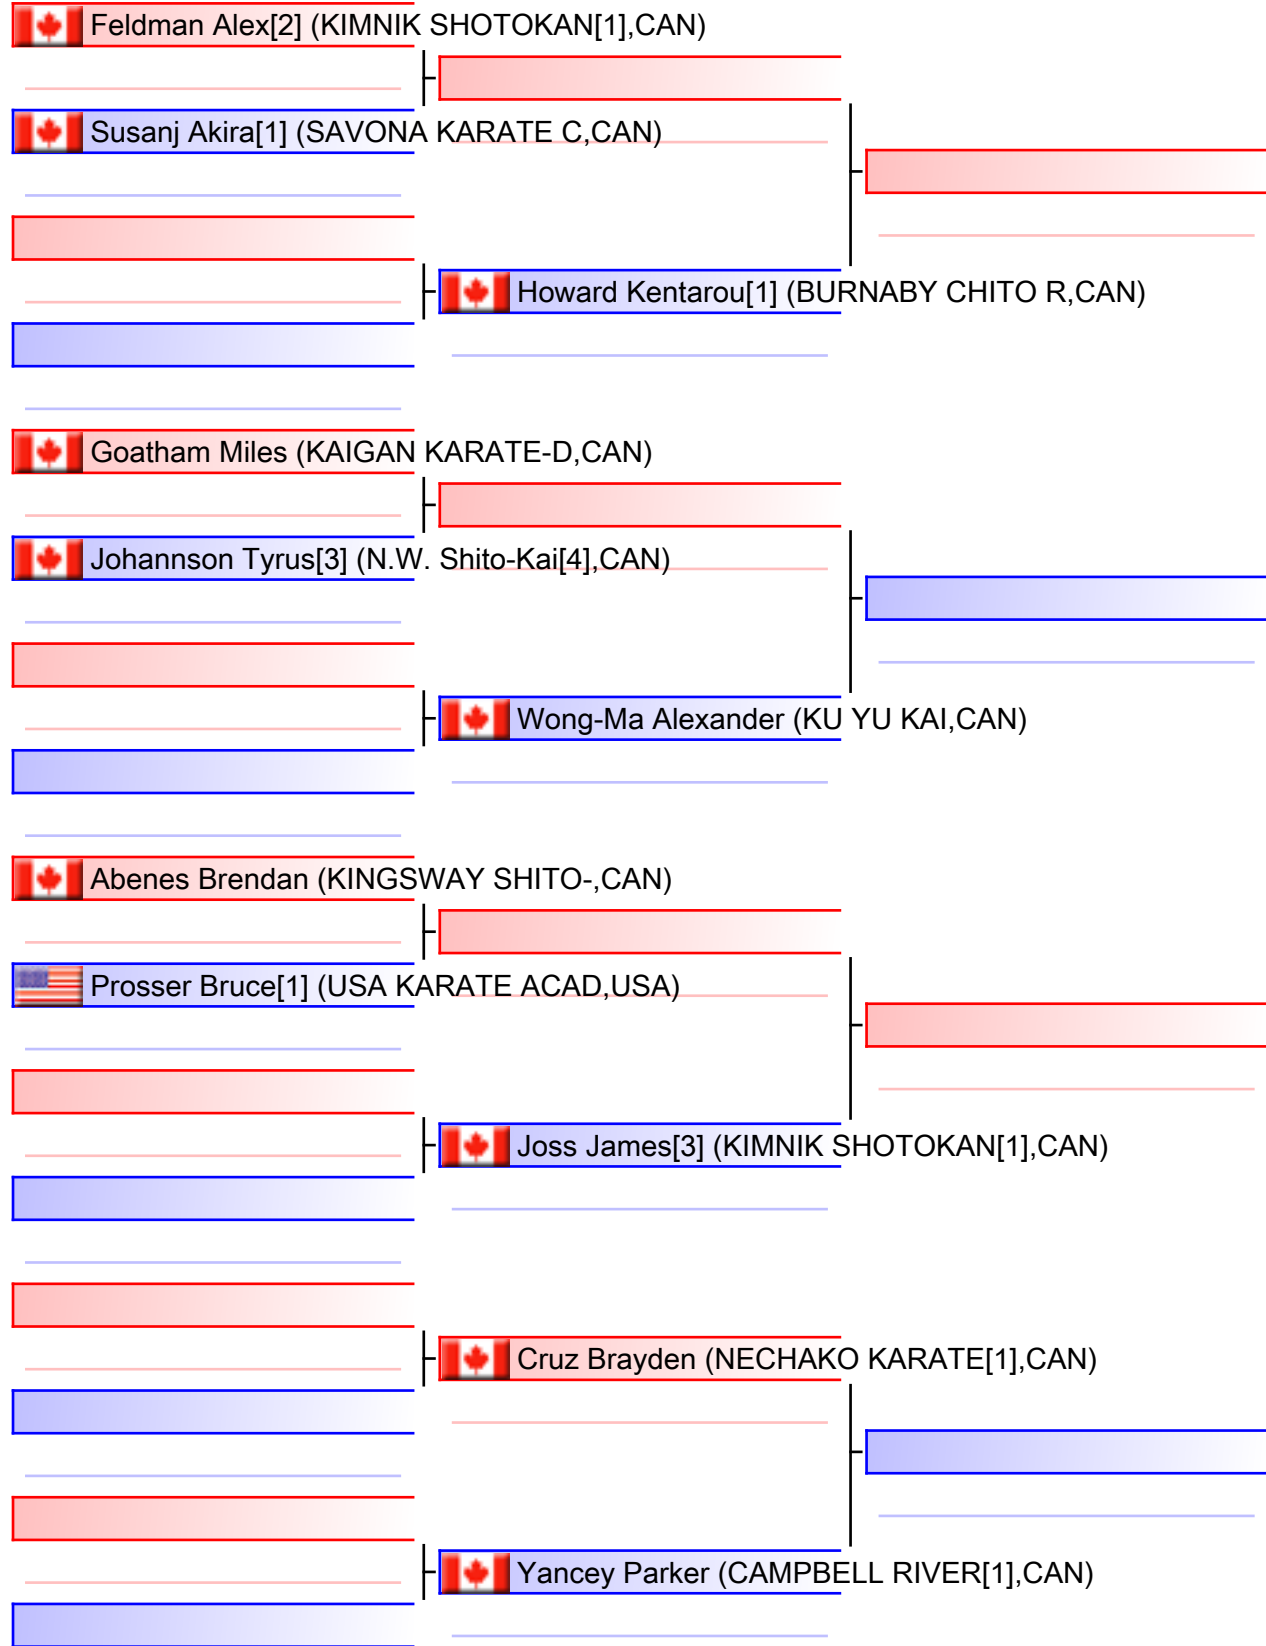 Feldman Alex[2] (KIMNIK SHOTOKAN[1],CAN)
Susanj Akira[1] (SAVONA KARATE C,CAN)
Howard Kentarou[1] (BURNABY CHITO R,CAN)
Goatham Miles (KAIGAN KARATE-D,CAN)
Johannson Tyrus[3] (N.W. Shito-Kai[4],CAN)
Wong-Ma Alexander (KU YU KAI,CAN)
Abenes Brendan (KINGSWAY SHITO-,CAN)
Prosser Bruce[1] (USA KARATE ACAD,USA)
Joss James[3] (KIMNIK SHOTOKAN[1],CAN)
Cruz Brayden (NECHAKO KARATE[1],CAN)
Yancey Parker (CAMPBELL RIVER[1],CAN)